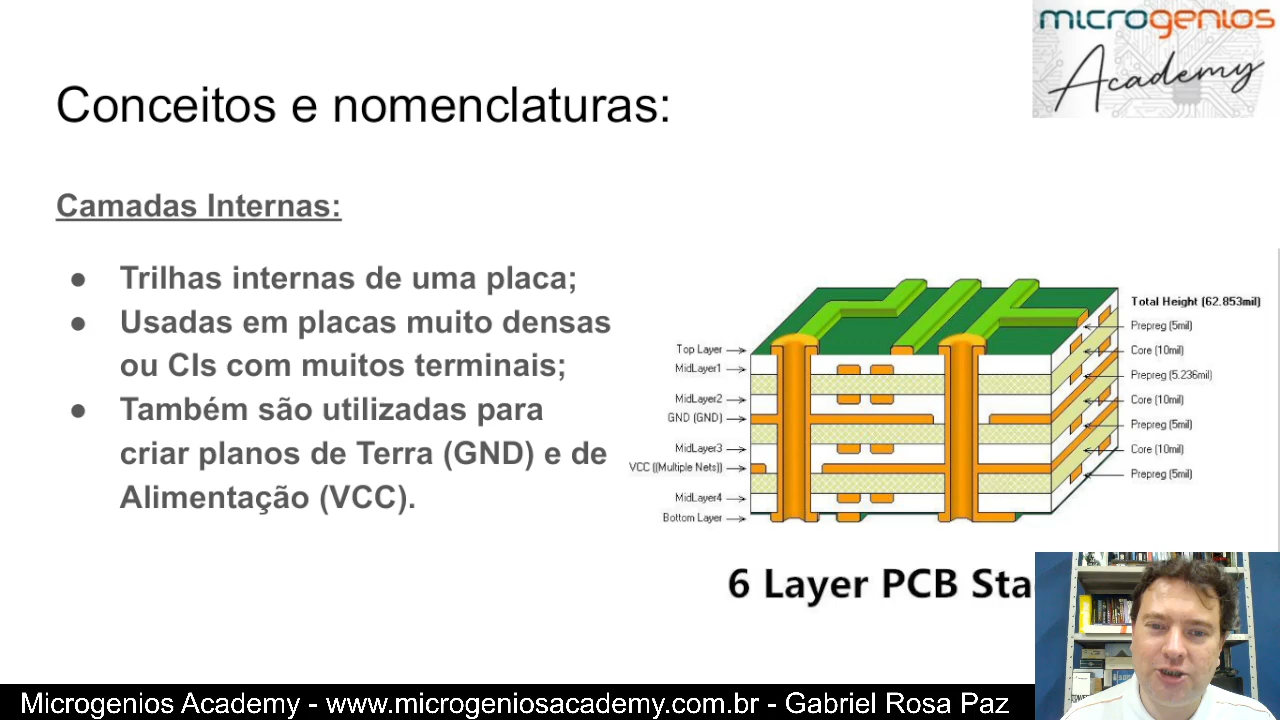 microgenios
Academy
Conceitos e nomenclaturas:
Camadas Internas:
● Trilhas internas de uma placa;
● Usadas em placas muito densas
ou CIs com muitos terminais;
● Também são utilizadas para
criar planos de Terra (GND) e de
Alimentação (VCC).
Top Layer
MidLayer1
MidLayer2
GND (GND)
MidLayer3
VCC ((Multiple Nets))
MidLayer4
Bottom Layer
Total Height (62.853mil)
Prepreg (5mil)
Core (10mil)
Prepreg (5.236mil)
Core (10mil)
Prepreg (5mil)
Core (10mil)
Prepreg (5mil)
6 Layer PCB Sta
Microgenios Academy - www.microgeniosacademy.com.br - Gabriel Rosa Paz